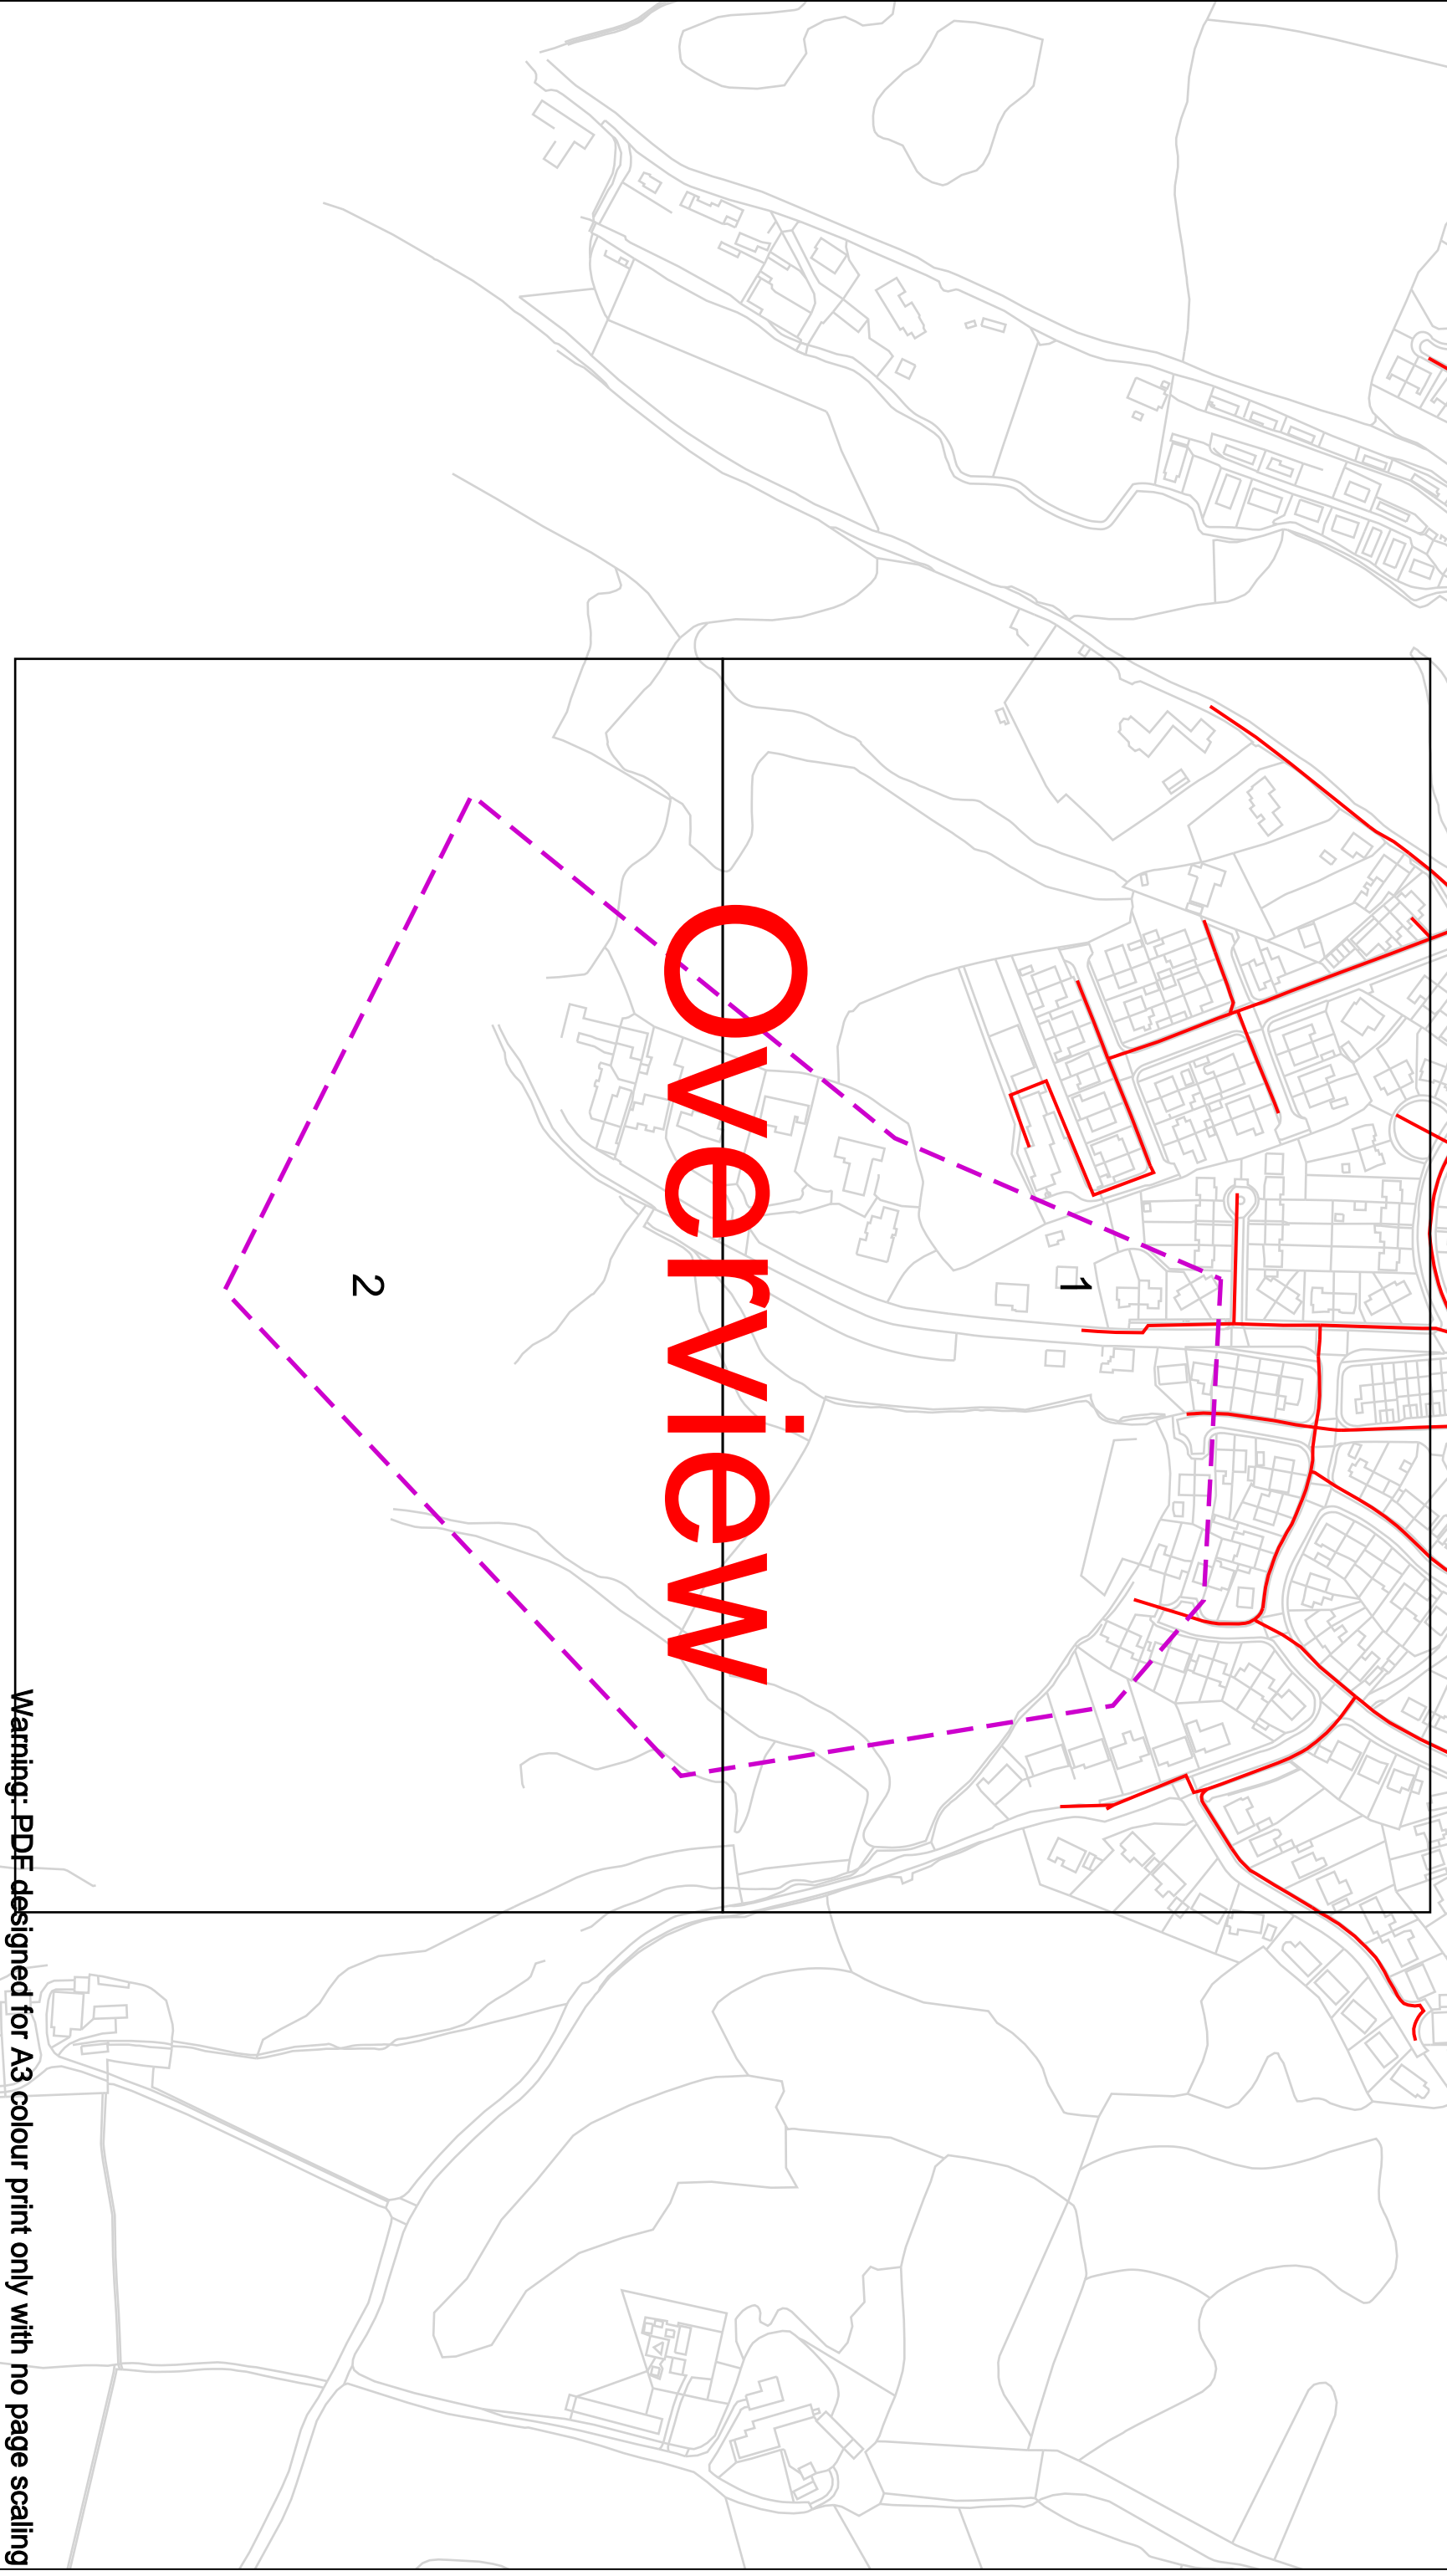 1
Overview
2
Warning: PDF designed for A3 colour print only with no page scaling